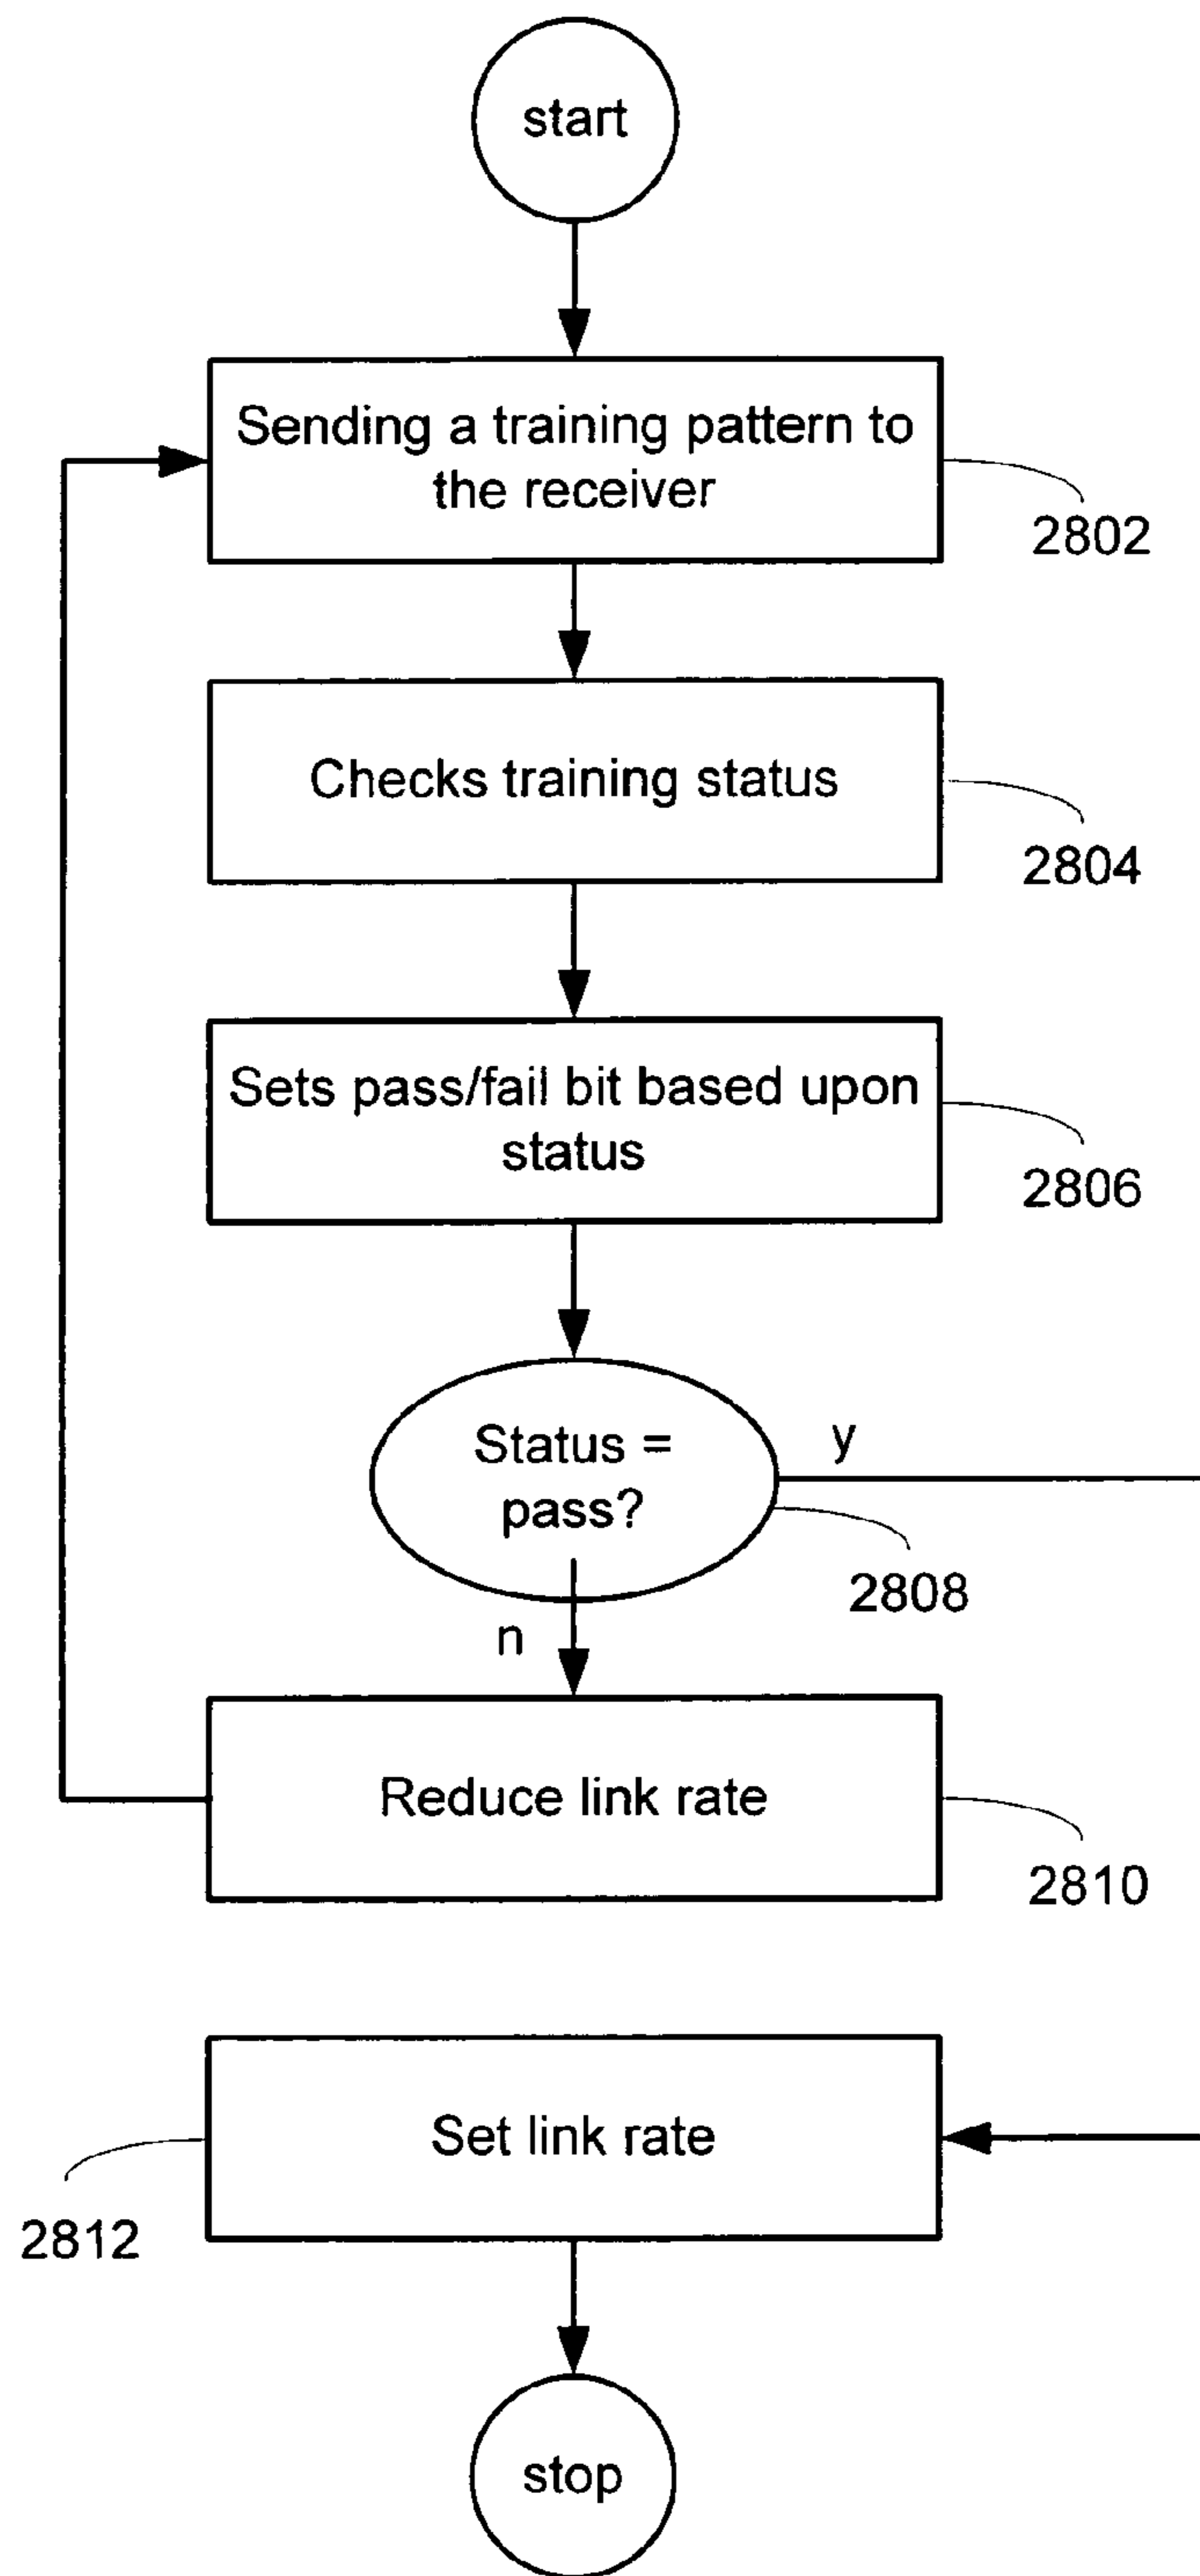 start
Sending a training pattern to
the receiver
2802
Checks training status
2804
Sets pass/fail bit based upon
status
2806
Status =
pass?
y
2808
n
Reduce link rate
2810
Set link rate
2812
stop